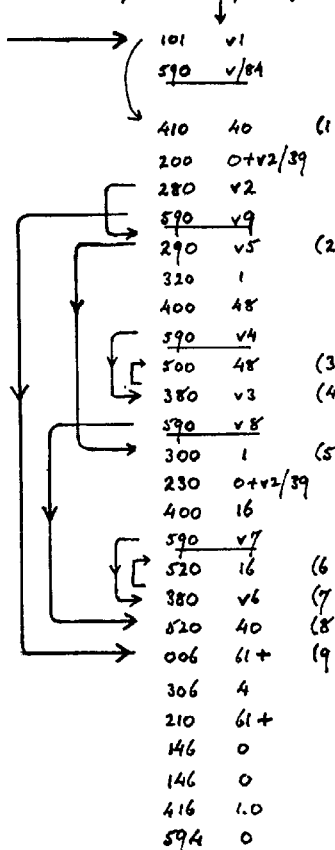 101 v1
590 v/84
410 40 (1
200 0+v2/39
280 v2
590 v9
290 v5 (2
320 1
400 48
590 v4
500 48 (3
380 v3 (4
590 v8
300 1 (5
230 0+v2/39
400 16
590 v7
520 16 (6
380 v6 (7
520 40 (8
006 61+ (9
306 4
210 61+
146 0
146 0
416 1.0
594 0